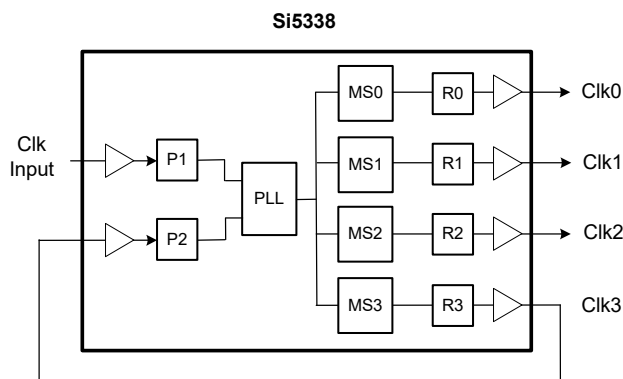 Si5338
MS0
R0
Clk0
Clk
Input
P1
MS1
R1
Clk1
PLL
P2
MS2
R2
Clk2
MS3
R3
Clk3